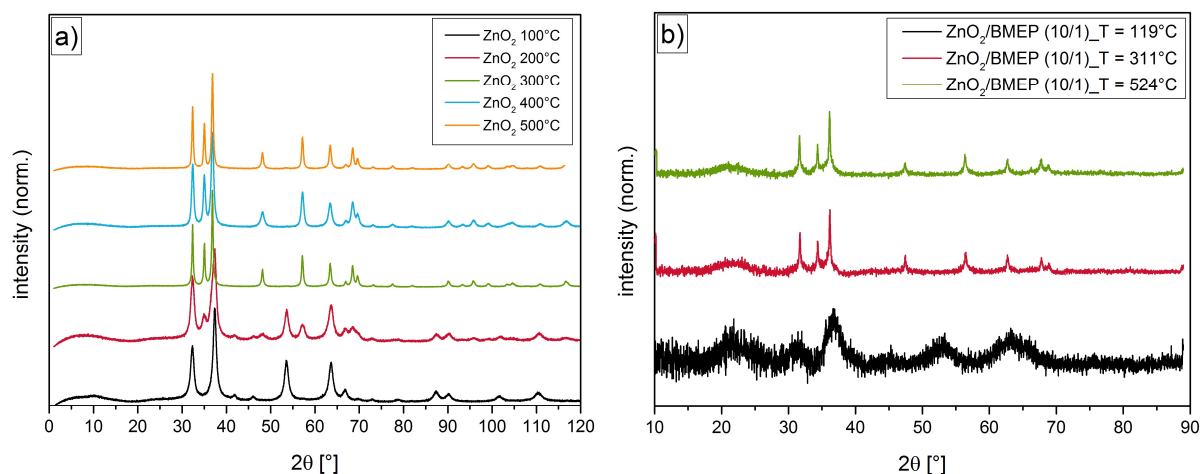 a)
ZnO₂ 100°C
ZnO₂ 200°C
ZnO₂ 300°C
ZnO₂ 400°C
ZnO₂ 500°C
intensity (norm.)
0 10 20 30 40 50 60 70 80 90 100 110 120
2θ [°]
b)
ZnO₂/BMEP (10/1)_T = 119°C
ZnO₂/BMEP (10/1)_T = 311°C
ZnO₂/BMEP (10/1)_T = 524°C
intensity (norm.)
10 20 30 40 50 60 70 80 90
2θ [°]